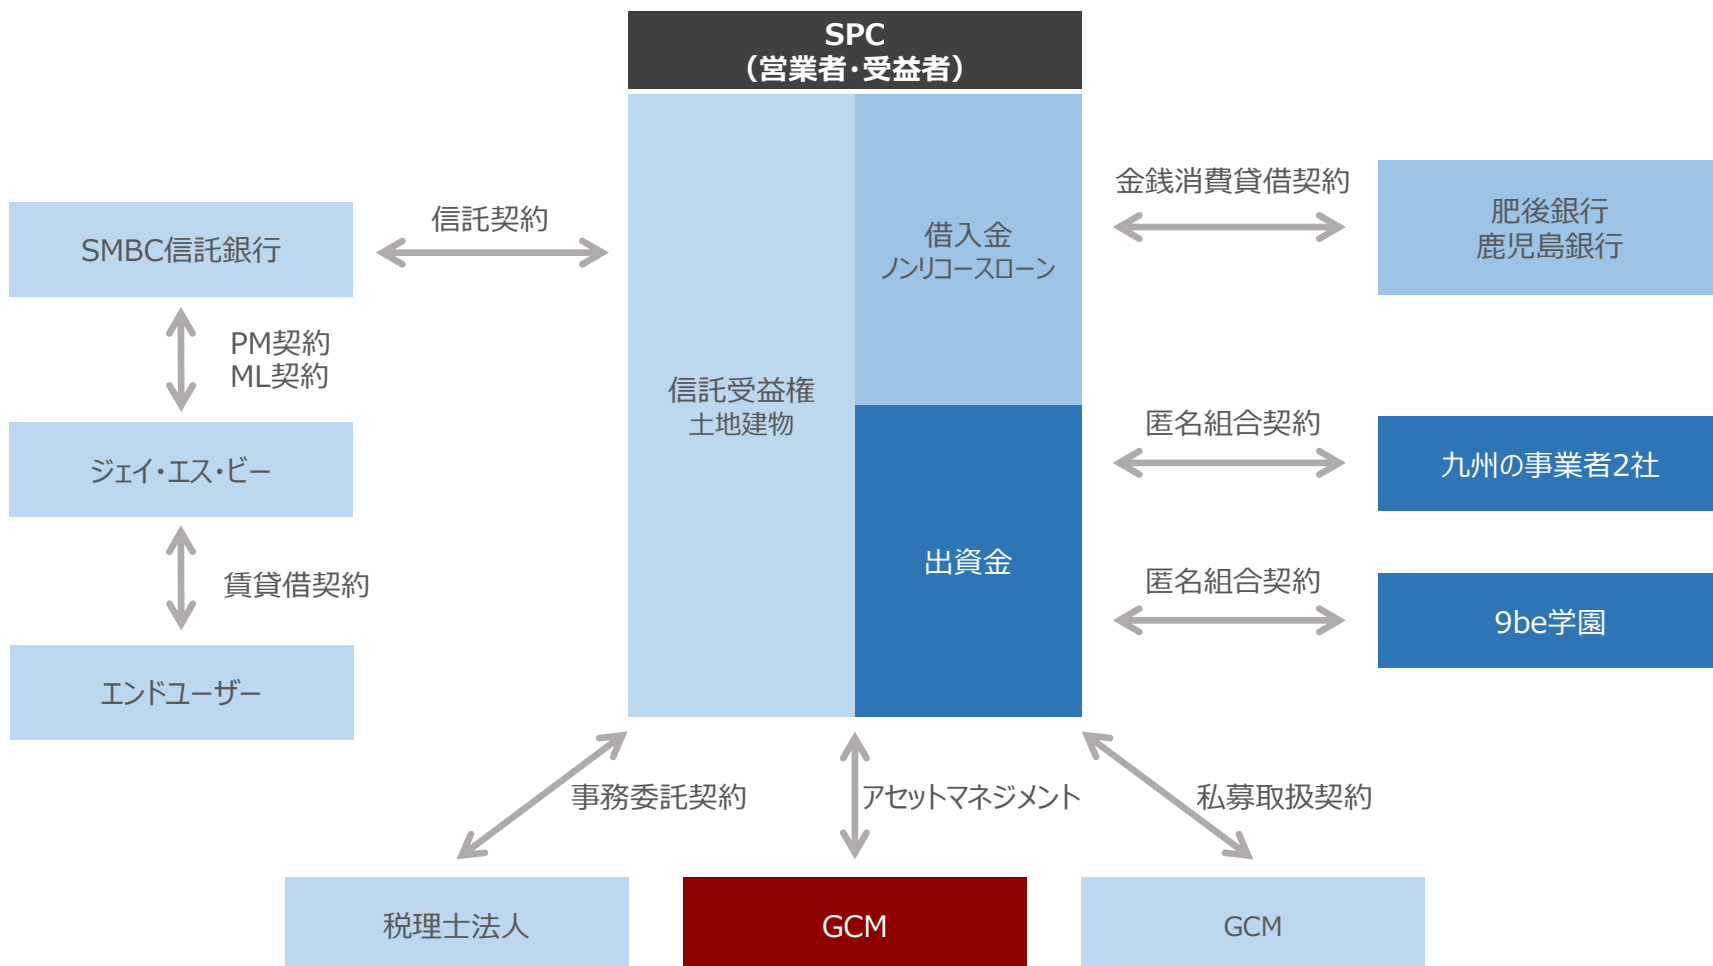 SPC
（営業者・受益者）
信託契約
SMBC信託銀行
PM契約
ML契約
ジェイ・エス・ビー
賃貸借契約
エンドユーザー
信託受益権
土地建物
借入金
ノンリコースローン
出資金
金銭消費貸借契約
肥後銀行
鹿児島銀行
匿名組合契約
九州の事業者2社
匿名組合契約
9be学園
事務委託契約
アセットマネジメント
私募取扱契約
税理士法人
GCM
GCM